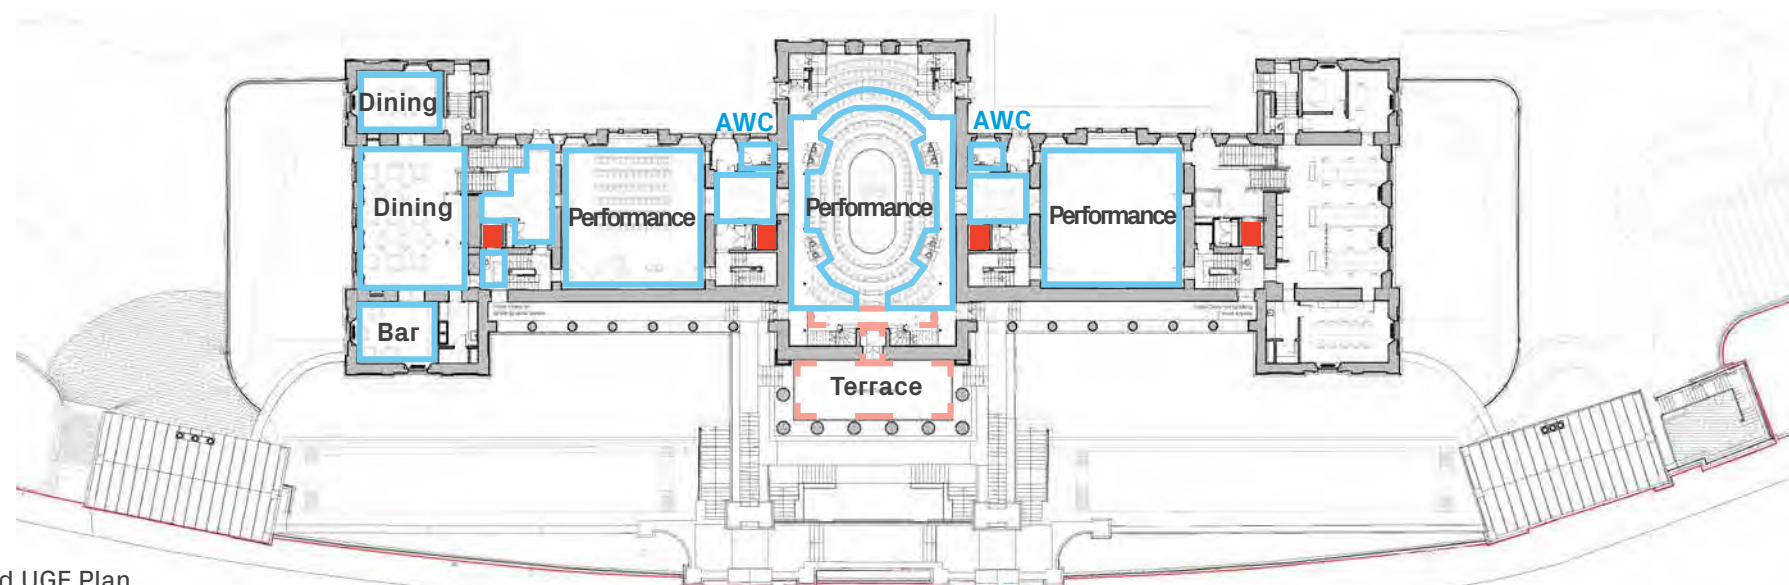 AWC
AWC
Dining
Dining
Performance
Performance
Performance
Bar
Terrace
d UGF Plan